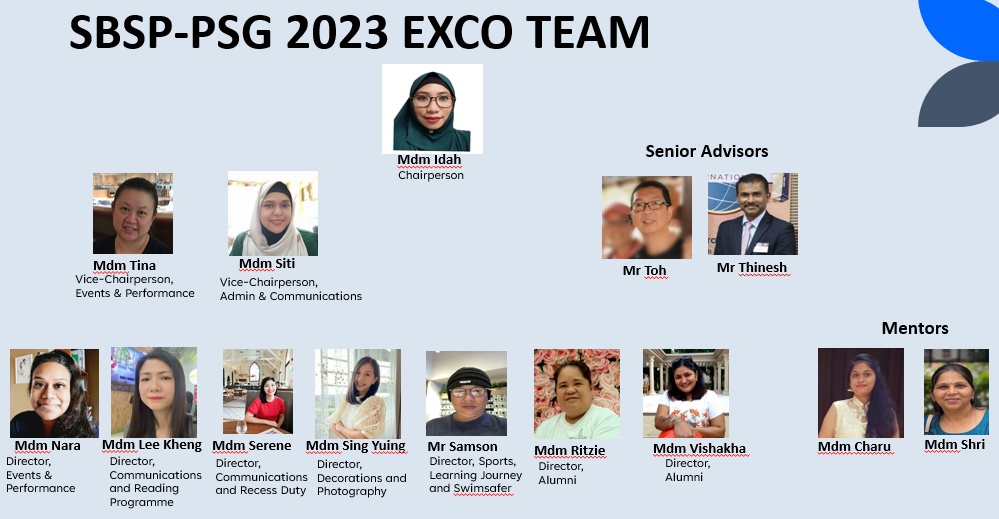 SBSP-PSG 2023 EXCO TEAM
Mdm Idah
Chairperson
Senior Advisors
Mdm Tina
Vice-Chairperson,
Events & Performance
Mdm Siti
Vice-Chairperson,
Admin & Communications
Mr Toh
Mr Thinesh
Mentors
Mdm Nara
Director,
Events &
Performance
Mdm Lee Kheng
Director,
Communications
and Reading
Programme
Mdm Serene
Director,
Communications
and Recess Duty
Mdm Sing Yuing
Director,
Decorations and
Photography
Mr Samson
Director, Sports,
Learning Journey
and Swimsafer
Mdm Ritzie
Director,
Alumni
Mdm Vishakha
Director,
Alumni
Mdm Charu
Mdm Shri